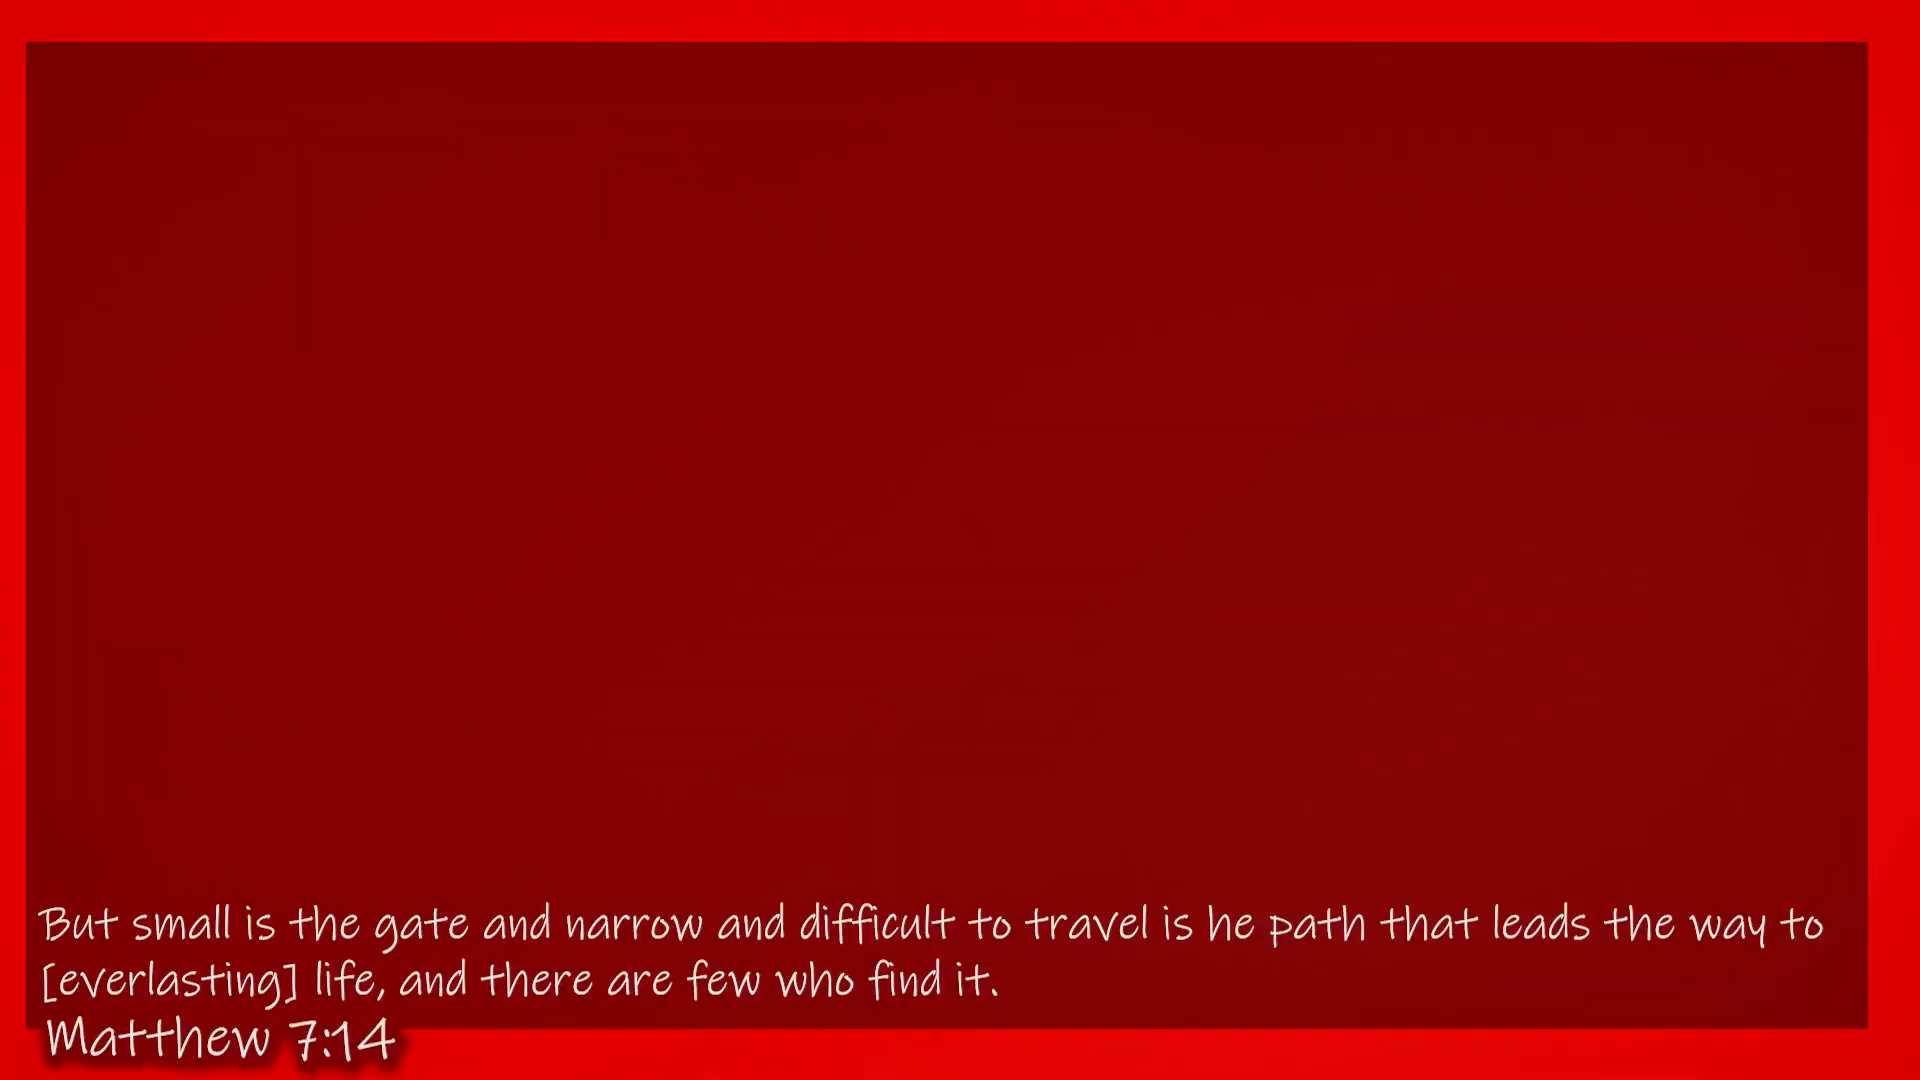 But small is the gate and narrow and difficult to travel is he path that leads the way to
[everlasting] life, and there are few who find it.
Matthew 7:14